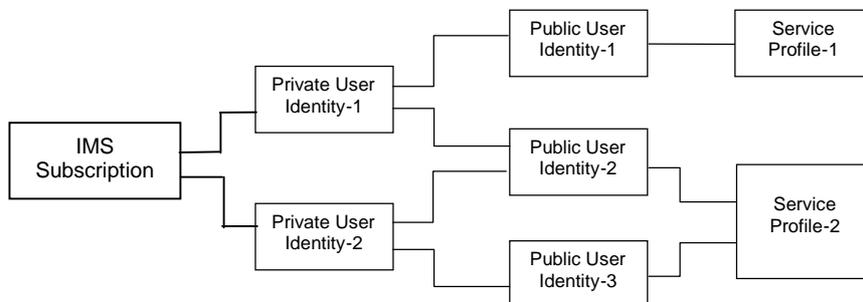 IMS
Subscription
Private User
Identity-1
Private User
Identity-2
Public User
Identity-1
Public User
Identity-2
Public User
Identity-3
Service
Profile-1
Service
Profile-2